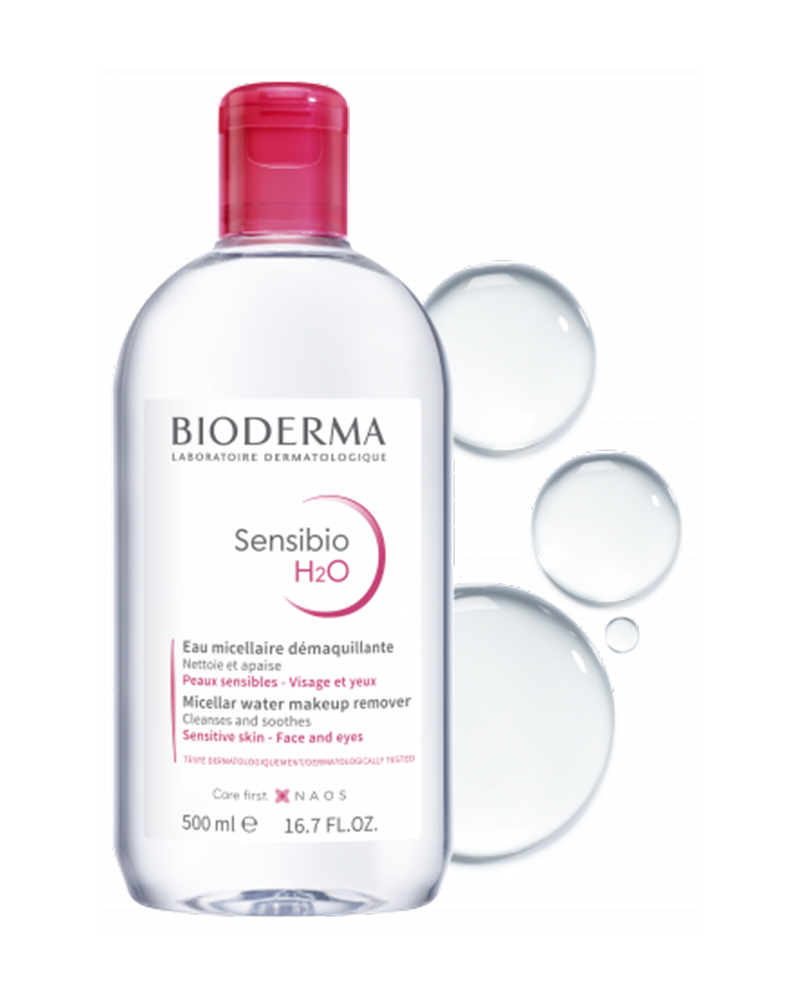 BIODERMA
LABORATOIRE DERMATOLOGIQUE
Sensibio
H2O
Eau micellaire démaquillante
Nettoie et apaise
Peaux sensibles - Visage et yeux
Micellar water makeup remover
Cleanses and soothes
Sensitive skin - Face and eyes
TESTÉ DERMATOLOGIQUEMENT/DERMATOLOGICALLY TESTED
Care first. NAOS
500 ml ℮ 16.7 FL.OZ.